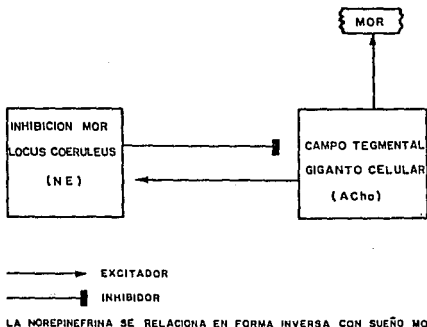 MOR
INHIBICION MOR
LOCUS COERULEUS
(NE)
CAMPO TEGMENTAL
GIGANTO CELULAR
(ACho)
EXCITADOR
INHIBIDOR
LA NOREPINEFRINA SE RELACIONA EN FORMA INVERSA CON SUEÑO MO